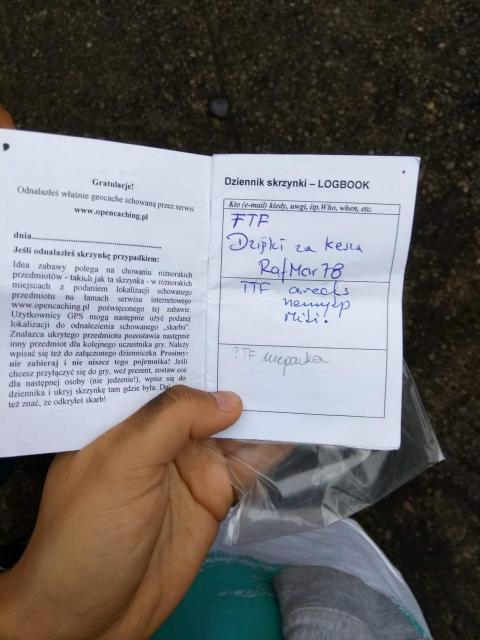 Gratulacje!
Odnalazłeś właśnie geocache schowaną przez serwis
www.opencaching.pl
dnia
Jeśli odnalazłeś skrzynkę przypadkiem:
Idea zabawy polega na chowaniu różnorakich
przedmiotów - takich jak ta skrzynka - w różnorakich
miejscach z podaniem lokalizacji schowanego
przedmiotu na łamach serwisu internetowego
www.opencaching.pl poświęconego tej zabawie.
Użytkownicy GPS mogą następnie użyć podanej
lokalizacji do odnalezienia schowanego „skarbu".
Znalazca ukrytego przedmiotu pozostawia następnie
inny przedmiot dla kolejnego uczestnika gry. Należy
wpisać się też do załączonego dzienniczka. Prosimy:
nie zabieraj i nie niszcz tego pojemnika! Jeśli
chcesz przyłączyć się do gry, weź prezent, zostaw coś
dla następnej osoby (nie jedzenie!), wpisz się do
dziennika i ukryj skrzynkę tam gdzie była. Daj
też znać, że odkryłeś skarb!
Dziennik skrzynki – LOGBOOK
Kto (e-mail) kiedy, uwgi, itp. Who, when, etc.
FTF
Dzięki za kesza
RafMar78
TTF
Miti!
?TF